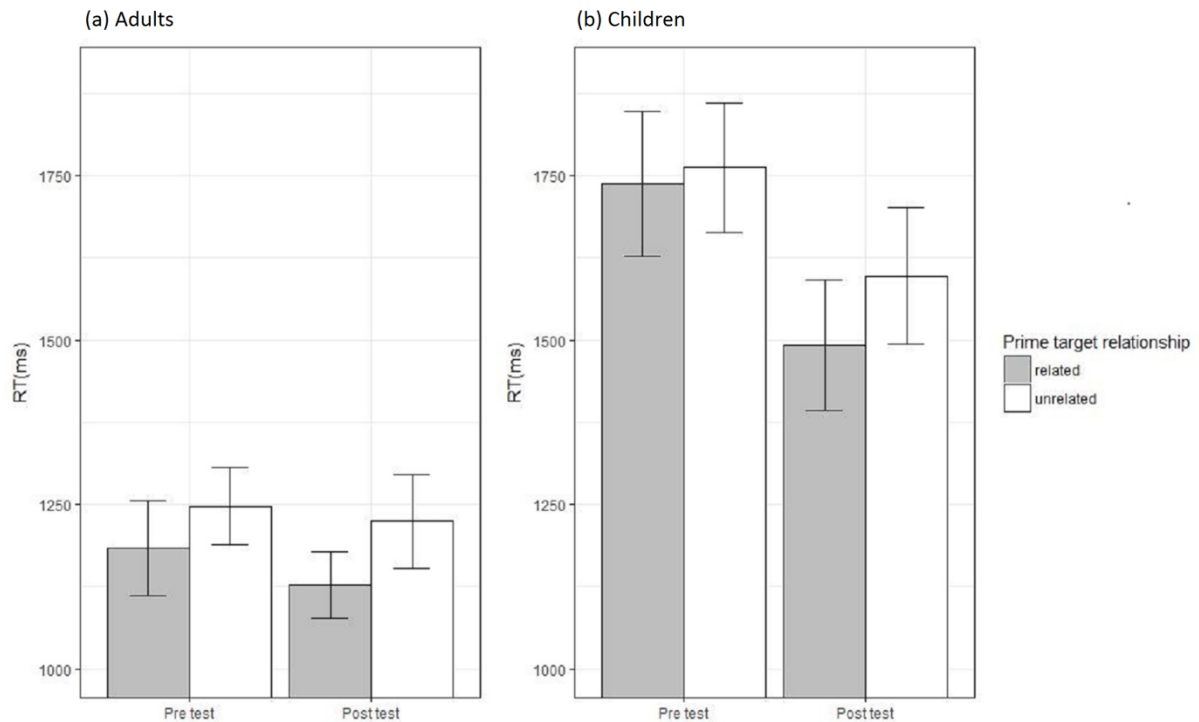 (a) Adults
(b) Children
RT(ms)
1750
1500
1250
1000
Pre test
Post test
RT(ms)
1750
1500
1250
1000
Pre test
Post test
Prime target relationship
related
unrelated